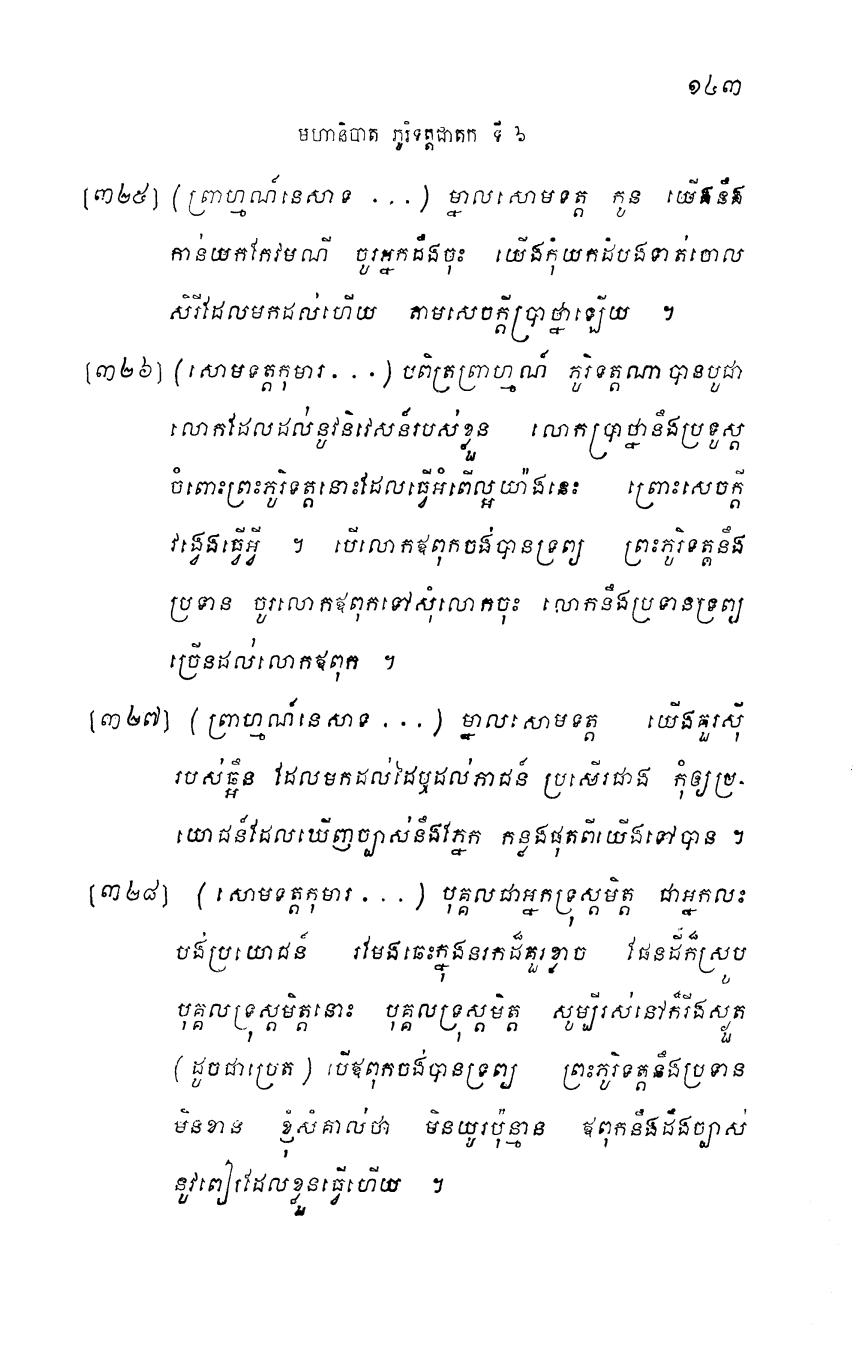 ១៤៣
មហានិបាត ភូរិទត្តជាតក ទី ៦
[៣២៥] (ព្រាហ្មណ៍នេសាទ ...) ម្នាលសោមទត្ត កូន យើងនឹង
កាន់យកកែវមណី ចូរអ្នកដឹងចុះ យើងកុំយកដំបងទាត់ចោល
សិរីដែលមកដល់ហើយ តាមសេចក្តីប្រាថ្នាឡើយ ។
[៣២៦] (សោមទត្តកុមារ ...) បពិត្រព្រាហ្មណ៍ ភូរិទត្តណាបានបូជា
លោកដែលដល់នូវនិវេសន៍របស់ខ្លួន លោកប្រាថ្នានឹងប្រទូស្ត
ចំពោះព្រះភូរិទត្តនោះដែលធ្វើអំពើល្អយ៉ាងនេះ ព្រោះសេចក្តី
វង្វេងធ្វើអ្វី ។ បើលោកឪពុកចង់បានទ្រព្យ ព្រះភូរិទត្តនឹង
ប្រទាន ចូរលោកឪពុកទៅសុំលោកចុះ លោកនឹងប្រទានទ្រព្យ
ច្រើនដល់លោកឪពុក ។
[៣២៧] (ព្រាហ្មណ៍នេសាទ ...) ម្នាលសោមទត្ត យើងគួរស៊ី
របស់ឆ្អិន ដែលមកដល់ដៃឬដល់ភាជន៍ ប្រសើរជាង កុំឲ្យប្រ-
យោជន៍ដែលឃើញច្បាស់នឹងភ្នែក កន្លងផុតពីយើងទៅបាន ។
[៣២៨] (សោមទត្តកុមារ ...) បុគ្គលជាអ្នកទ្រុស្តមិត្ត ជាអ្នកលះ
បង់ប្រយោជន៍ រមែងឆេះក្នុងនរកដ៏គួរខ្លាច ផែនដីក៏ស្រូប
បុគ្គលទ្រុស្តមិត្តនោះ បុគ្គលទ្រុស្តមិត្ត សូម្បីរស់នៅក៏រីងស្ងួត
(ដូចជាប្រេត) បើឪពុកចង់បានទ្រព្យ ព្រះភូរិទត្តនឹងប្រទាន
មិនខាន ខ្ញុំសំគាល់ថា មិនយូរប៉ុន្មាន ឪពុកនឹងដឹងច្បាស់
នូវពៀរដែលខ្លួនធ្វើហើយ ។